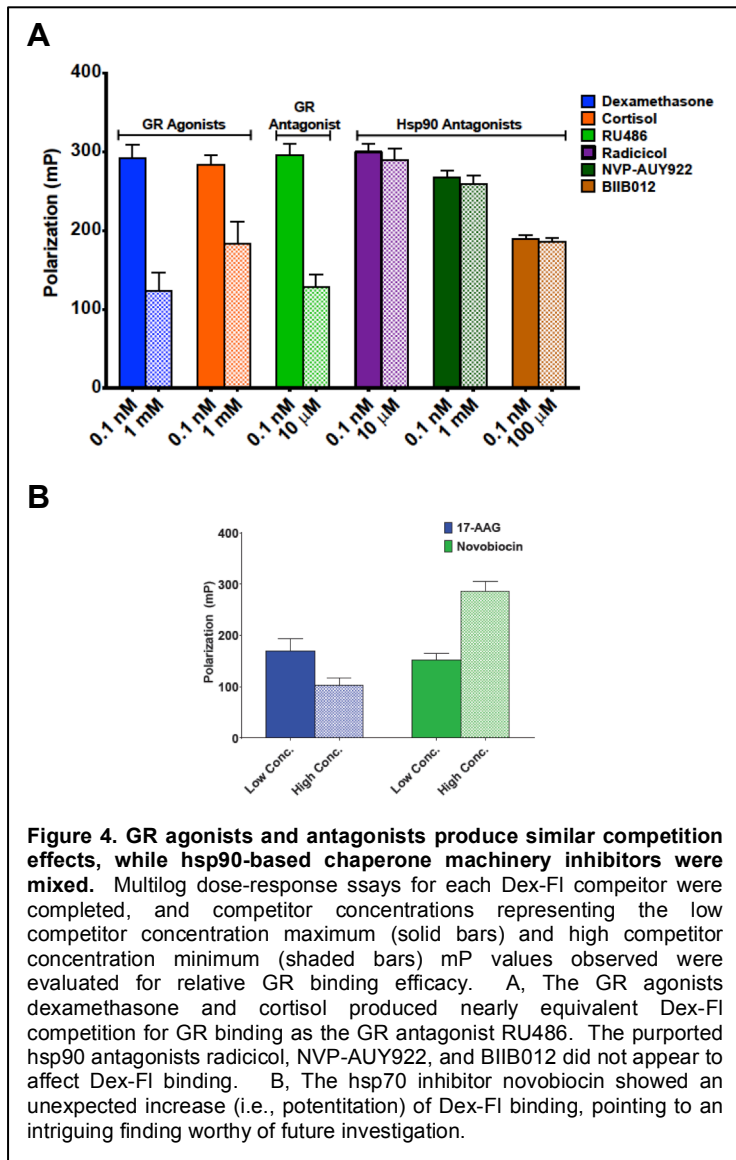 A
400
300
200
100
0
Polarization (mP)
GR Agonists
GR
Antagonist
Hsp90 Antagonists
Dexamethasone
Cortisol
RU486
Radicicol
NVP-AUY922
BIIB012
0.1 nM
1 mM
0.1 nM
1 mM
0.1 nM
10 µM
0.1 nM
10 µM
0.1 nM
1 mM
0.1 nM
100 µM
B
17-AAG
Novobiocin
400
300
200
100
0
Polarization (mP)
Low Conc.
High Conc.
Low Conc.
High Conc.
Figure 4. GR agonists and antagonists produce similar competition
effects, while hsp90-based chaperone machinery inhibitors were
mixed. Multilog dose-response ssays for each Dex-Fl compeitor were
completed, and competitor concentrations representing the low
competitor concentration maximum (solid bars) and high competitor
concentration minimum (shaded bars) mP values observed were
evaluated for relative GR binding efficacy. A, The GR agonists
dexamethasone and cortisol produced nearly equivalent Dex-Fl
competition for GR binding as the GR antagonist RU486. The purported
hsp90 antagonists radicicol, NVP-AUY922, and BIIB012 did not appear to
affect Dex-Fl binding. B, The hsp70 inhibitor novobiocin showed an
unexpected increase (i.e., potentitation) of Dex-Fl binding, pointing to an
intriguing finding worthy of future investigation.